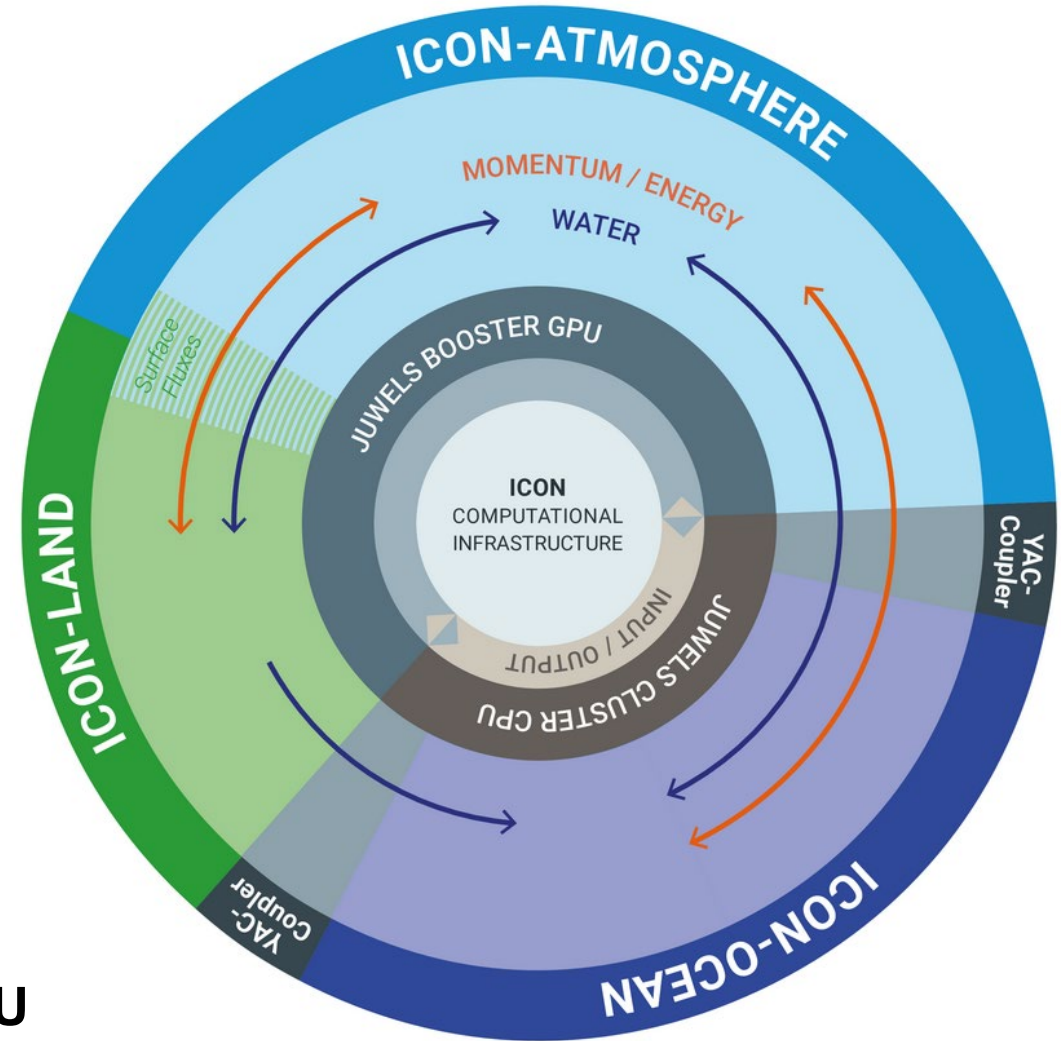 ICON-ATMOSPHERE
MOMENTUM / ENERGY
WATER
Surface
Fluxes
JUWELS BOOSTER GPU
ICON
COMPUTATIONAL
INFRASTRUCTURE
YAC-
Coupler
INPUT / OUTPUT
JUWELS CLUSTER CPU
ICON-LAND
YAC-
Coupler
ICON-OCEAN
U